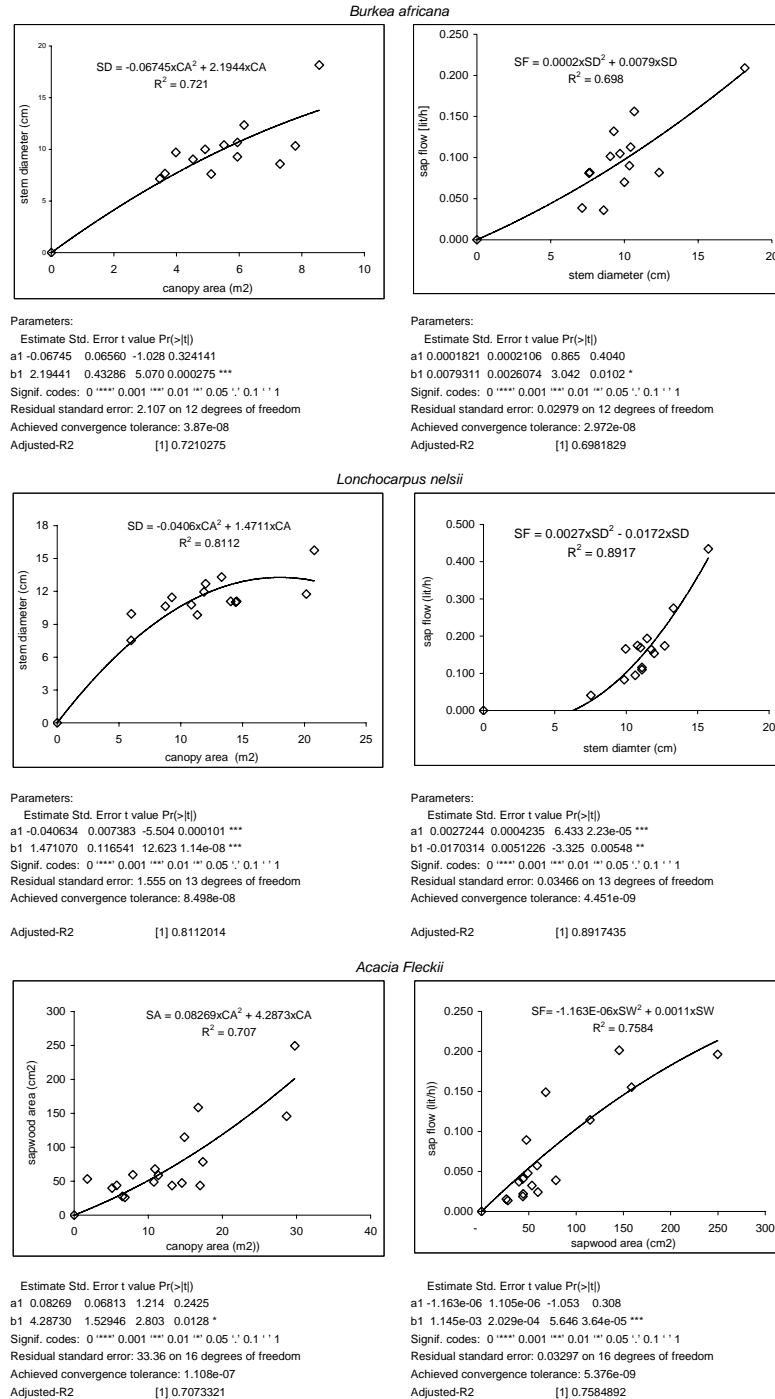 Burkea africana
SD = -0.06745xCA² + 2.1944xCA
R² = 0.721
stem diameter (cm)
20
15
10
5
0
0 2 4 6 8 10
canopy area (m2)
SF = 0.0002xSD² + 0.0079xSD
R² = 0.698
sap flow [lit/h]
0.250
0.200
0.150
0.100
0.050
0.000
0 5 10 15 20
stem diameter (cm)
Parameters:
Estimate Std. Error t value Pr(>|t|)
a1 -0.06745 0.06560 -1.028 0.324141
b1 2.19441 0.43286 5.070 0.000275 ***
Signif. codes: 0 '***' 0.001 '**' 0.01 '*' 0.05 '.' 0.1 ' ' 1
Residual standard error: 2.107 on 12 degrees of freedom
Achieved convergence tolerance: 3.87e-08
Adjusted-R2 [1] 0.7210275
Parameters:
Estimate Std. Error t value Pr(>|t|)
a1 0.0001821 0.0002106 0.865 0.4040
b1 0.0079311 0.0026074 3.042 0.0102 *
Signif. codes: 0 '***' 0.001 '**' 0.01 '*' 0.05 '.' 0.1 ' ' 1
Residual standard error: 0.02979 on 12 degrees of freedom
Achieved convergence tolerance: 2.972e-08
Adjusted-R2 [1] 0.6981829
Lonchocarpus nelsii
SD = -0.0406xCA² + 1.4711xCA
R² = 0.8112
stem diameter (cm)
18
15
12
9
6
3
0
0 5 10 15 20 25
canopy area (m2)
SF = 0.0027xSD² - 0.0172xSD
R² = 0.8917
sap flow (lit/h)
0.500
0.400
0.300
0.200
0.100
0.000
0 5 10 15 20
stem diamter (cm)
Parameters:
Estimate Std. Error t value Pr(>|t|)
a1 -0.040634 0.007383 -5.504 0.000101 ***
b1 1.471070 0.116541 12.623 1.14e-08 ***
Signif. codes: 0 '***' 0.001 '**' 0.01 '*' 0.05 '.' 0.1 ' ' 1
Residual standard error: 1.555 on 13 degrees of freedom
Achieved convergence tolerance: 8.498e-08
Adjusted-R2 [1] 0.8112014
Parameters:
Estimate Std. Error t value Pr(>|t|)
a1 0.0027244 0.0004235 6.433 2.23e-05 ***
b1 -0.0170314 0.0051226 -3.325 0.00548 **
Signif. codes: 0 '***' 0.001 '**' 0.01 '*' 0.05 '.' 0.1 ' ' 1
Residual standard error: 0.03466 on 13 degrees of freedom
Achieved convergence tolerance: 4.451e-09
Adjusted-R2 [1] 0.8917435
Acacia Fleckii
SA = 0.08269xCA² + 4.2873xCA
R² = 0.707
sapwood area (cm2)
300
250
200
150
100
50
0
0 10 20 30 40
canopy area (m2))
SF= -1.163E-06xSW² + 0.0011xSW
R² = 0.7584
sap flow (lit/h))
0.250
0.200
0.150
0.100
0.050
0.000
- 50 100 150 200 250 300
sapwood area (cm2)
Estimate Std. Error t value Pr(>|t|)
a1 0.08269 0.06813 1.214 0.2425
b1 4.28730 1.52946 2.803 0.0128 *
Signif. codes: 0 '***' 0.001 '**' 0.01 '*' 0.05 '.' 0.1 ' ' 1
Residual standard error: 33.36 on 16 degrees of freedom
Achieved convergence tolerance: 1.108e-07
Adjusted-R2 [1] 0.7073321
Estimate Std. Error t value Pr(>|t|)
a1 -1.163e-06 1.105e-06 -1.053 0.308
b1 1.145e-03 2.029e-04 5.646 3.64e-05 ***
Signif. codes: 0 '***' 0.001 '**' 0.01 '*' 0.05 '.' 0.1 ' ' 1
Residual standard error: 0.03297 on 16 degrees of freedom
Achieved convergence tolerance: 5.376e-09
Adjusted-R2 [1] 0.7584892